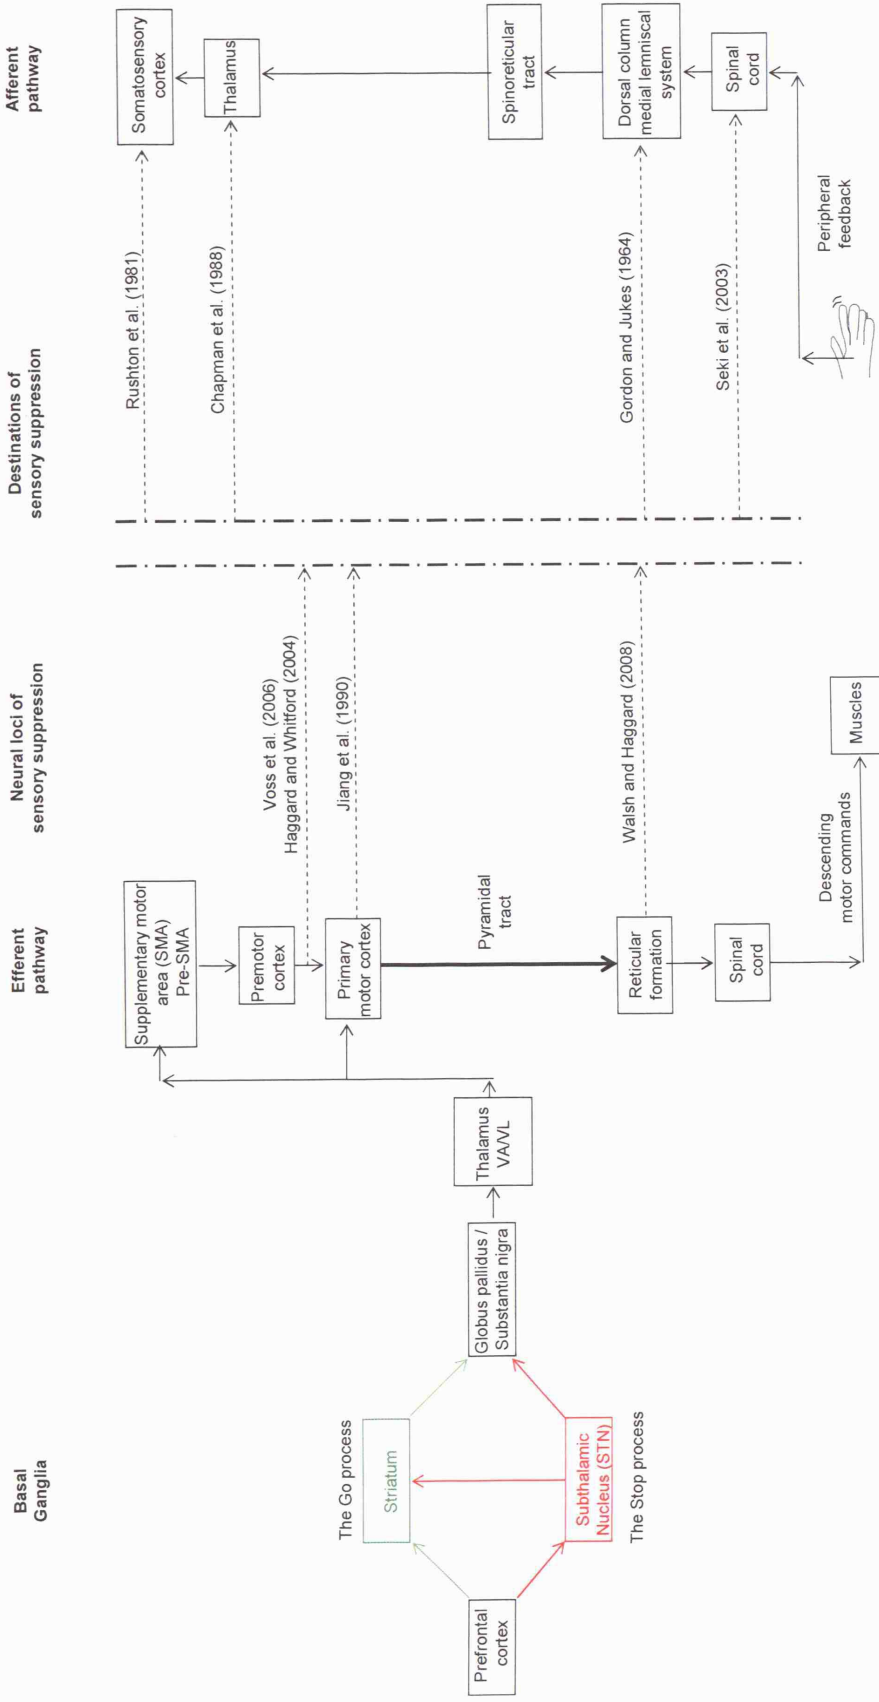 Basal
Ganglia
Efferent
pathway
Neural loci of
sensory suppression
Destinations of
sensory suppression
Afferent
pathway
Prefrontal
cortex
The Go process
Striatum
Subthalamic
Nucleus (STN)
The Stop process
Globus pallidus /
Substantia nigra
Thalamus
VA/VL
Supplementary motor
area (SMA)
Pre-SMA
Premotor
cortex
Primary
motor cortex
Pyramidal
tract
Reticular
formation
Spinal
cord
Descending
motor commands
Muscles
Voss et al. (2006)
Haggard and Whitford (2004)
Jiang et al. (1990)
Walsh and Haggard (2008)
Rushton et al. (1981)
Chapman et al. (1988)
Gordon and Jukes (1964)
Seki et al. (2003)
Somatosensory
cortex
Thalamus
Spinoreticular
tract
Dorsal column
medial lemniscal
system
Spinal
cord
Peripheral
feedback